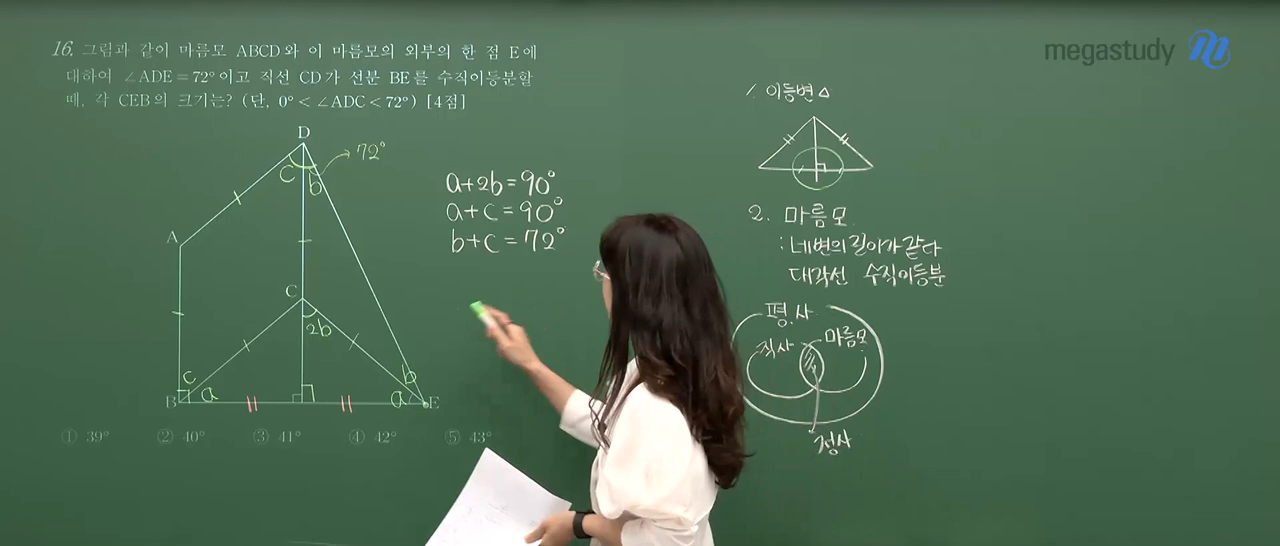 megastudy
16. 그림과 같이 마름모 ABCD와 이 마름모의 외부의 한 점 E에
대하여 ∠ADE=72°이고 직선 CD가 선분 BE를 수직이등분할
때, 각 CEB의 크기는? (단, 0°<∠ADC<72°) [4점]
D
C b
72°
A
C
2b
C a
B
a b
E
① 39° ② 40° ③ 41° ④ 42° ⑤ 43°
a+2b=90°
a+c=90°
b+c=72°
1. 이등변△
2. 마름모
:네변의길이가같다
대각선 수직이등분
평.사
직사
마름모
정사